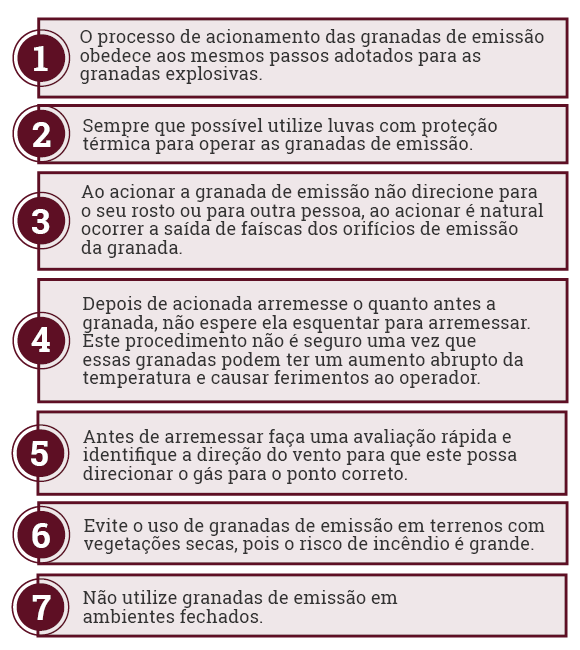 1
O processo de acionamento das granadas de emissão
obedece aos mesmos passos adotados para as
granadas explosivas.
2
Sempre que possível utilize luvas com proteção
térmica para operar as granadas de emissão.
3
Ao acionar a granada de emissão não direcione para
o seu rosto ou para outra pessoa, ao acionar é natural
ocorrer a saída de faíscas dos orifícios de emissão
da granada.
4
Depois de acionada arremesse o quanto antes a
granada, não espere ela esquentar para arremessar.
Este procedimento não é seguro uma vez que
essas granadas podem ter um aumento abrupto da
temperatura e causar ferimentos ao operador.
5
Antes de arremessar faça uma avaliação rápida e
identifique a direção do vento para que este possa
direcionar o gás para o ponto correto.
6
Evite o uso de granadas de emissão em terrenos com
vegetações secas, pois o risco de incêndio é grande.
7
Não utilize granadas de emissão em
ambientes fechados.